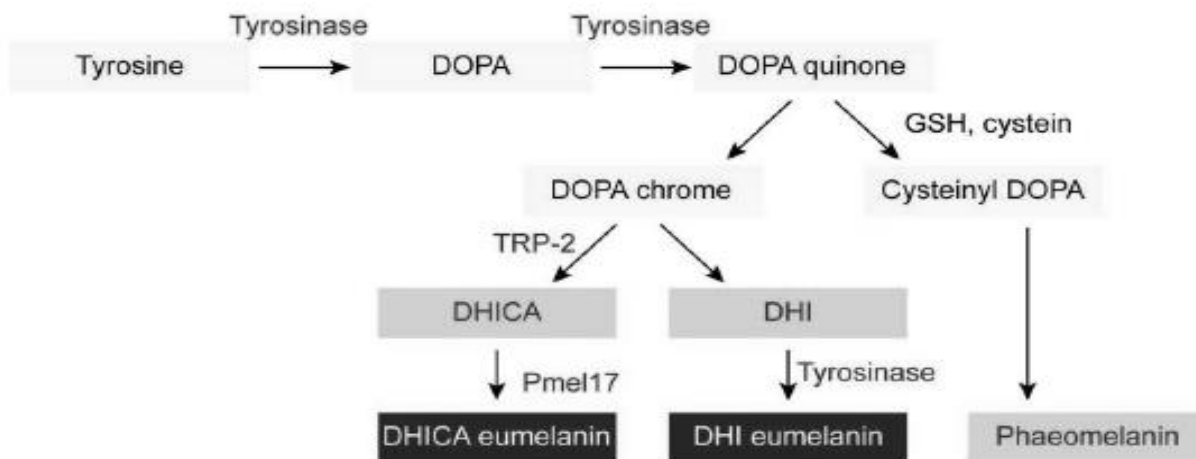 Tyrosinase Tyrosinase
Tyrosine DOPA DOPA quinone
GSH, cystein
DOPA chrome Cysteinyl DOPA
TRP-2
DHICA DHI
Pmel17 Tyrosinase
DHICA eumelanin DHI eumelanin Phaeomelanin